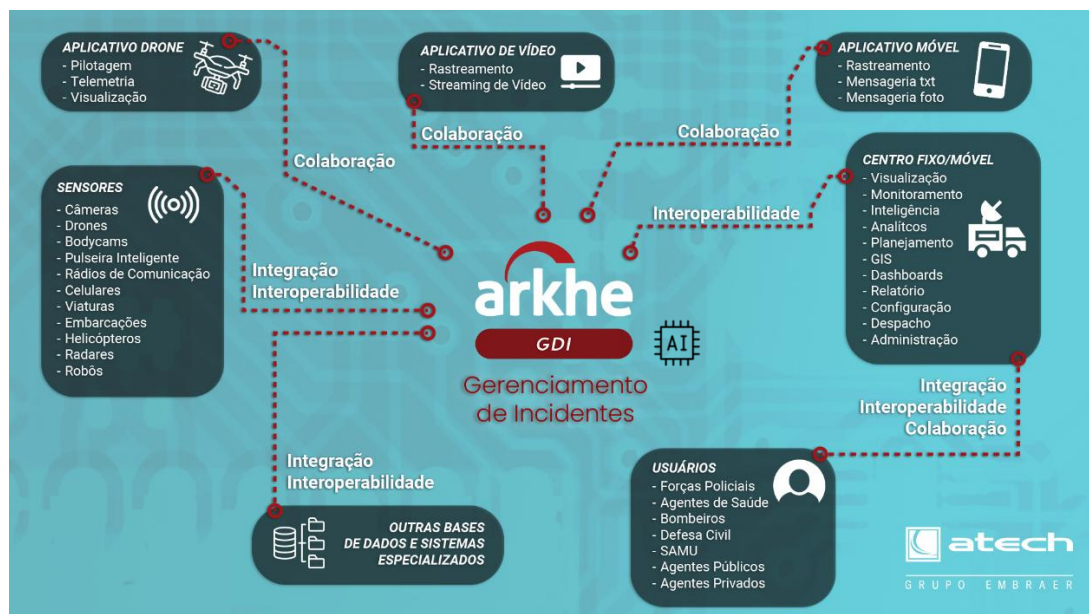 APLICATIVO DRONE
- Pilotagem
- Telemetria
- Visualização
APLICATIVO DE VÍDEO
- Rastreamento
- Streaming de Vídeo
APLICATIVO MÓVEL
- Rastreamento
- Mensageria txt
- Mensageria foto
Colaboração
Colaboração
Colaboração
SENSORES
- Câmeras
- Drones
- Bodycams
- Pulseira Inteligente
- Rádios de Comunicação
- Celulares
- Viaturas
- Embarcações
- Helicópteros
- Radares
- Robôs
Integração
Interoperabilidade
Interoperabilidade
CENTRO FIXO/MÓVEL
- Visualização
- Monitoramento
- Inteligência
- Analítcos
- Planejamento
- GIS
- Dashboards
- Relatório
- Configuração
- Despacho
- Administração
arkhe
GDI
AI
Gerenciamento
de Incidentes
Integração
Interoperabilidade
Colaboração
Integração
Interoperabilidade
OUTRAS BASES
DE DADOS E SISTEMAS
ESPECIALIZADOS
USUÁRIOS
- Forças Policiais
- Agentes de Saúde
- Bombeiros
- Defesa Civil
- SAMU
- Agentes Públicos
- Agentes Privados
atech
GRUPO EMBRAER